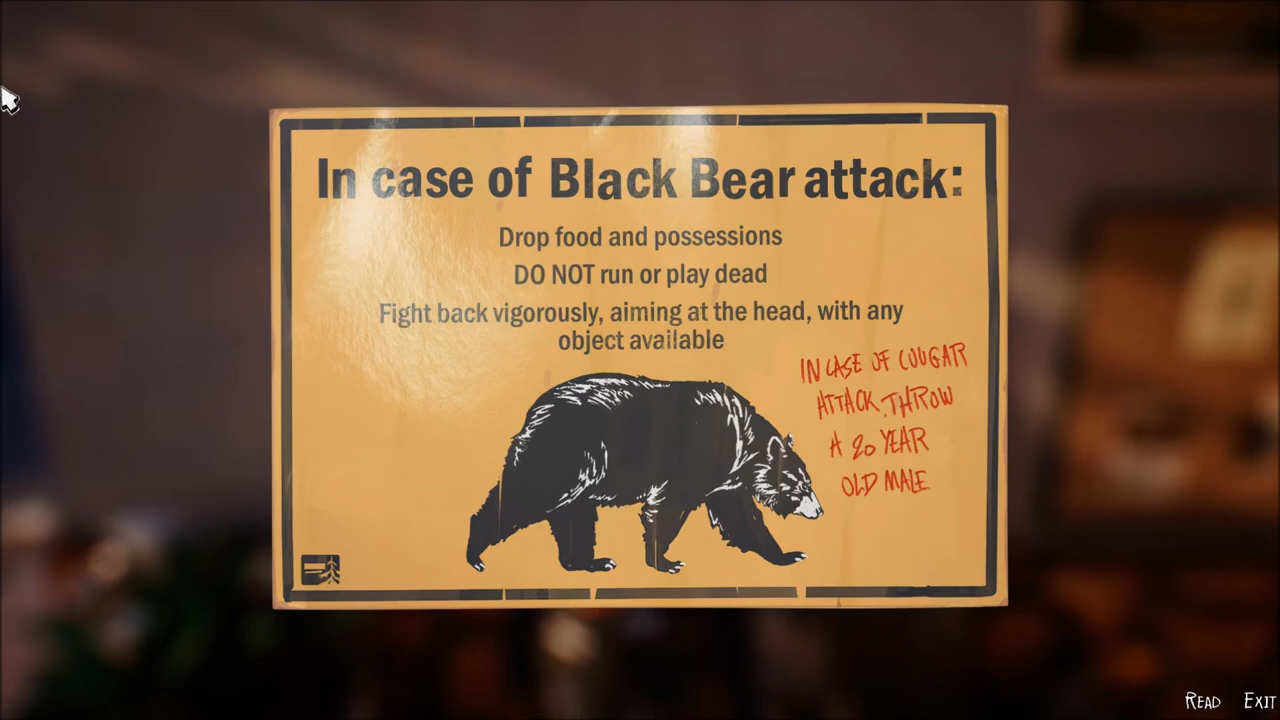 In case of Black Bear attack:
Drop food and possessions
DO NOT run or play dead
Fight back vigorously, aiming at the head, with any
object available
IN CASE OF COUGAR
ATTACK, THROW
A 20 YEAR
OLD MALE
READ EXIT